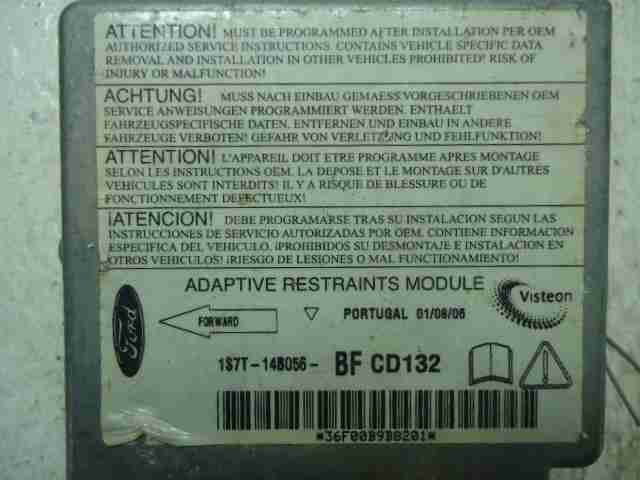 ATTENTION! MUST BE PROGRAMMED AFTER INSTALLATION PER OEM
AUTHORIZED SERVICE INSTRUCTIONS. CONTAINS VEHICLE SPECIFIC DATA
REMOVAL AND INSTALLATION IN OTHER VEHICLES PROHIBITED! RISK OF
INJURY OR MALFUNCTION!
ACHTUNG! MUSS NACH EINBAU GEMAESS VORGESCHRIEBENEN OEM
SERVICE ANWEISUNGEN PROGRAMMIERT WERDEN. ENTHAELT
FAHRZEUGSPEZIFISCHE DATEN. ENTFERNEN UND EINBAU IN ANDERE
FAHRZEUGE VERBOTEN! GEFAHR VON VERLETZUNG UND FEHLFUNKTION!
ATTENTION! L'APPAREIL DOIT ETRE PROGRAMME APRES MONTAGE
SELON LES INSTRUCTIONS OEM. LA DEPOSE ET LE MONTAGE SUR D'AUTRES
VEHICULES SONT INTERDITS! IL Y A RISQUE DE BLESSURE OU DE
FONCTIONNEMENT DEFECTUEUX!
¡ATENCION! DEBE PROGRAMARSE TRAS SU INSTALACION SEGUN LAS
INSTRUCCIONES DE SERVICIO AUTORIZADAS POR OEM. CONTIENE INFORMACION
ESPECIFICA DEL VEHICULO. ¡PROHIBIDOS SU DESMONTAJE E INSTALACION EN
OTROS VEHICULOS! ¡RIESGO DE LESIONES O MAL FUNCIONAMIENTO!
ADAPTIVE RESTRAINTS MODULE
Visteon
Ford
FORWARD
PORTUGAL 01/08/06
1S7T-14B056- BF CD132
*36F00B9B8201*